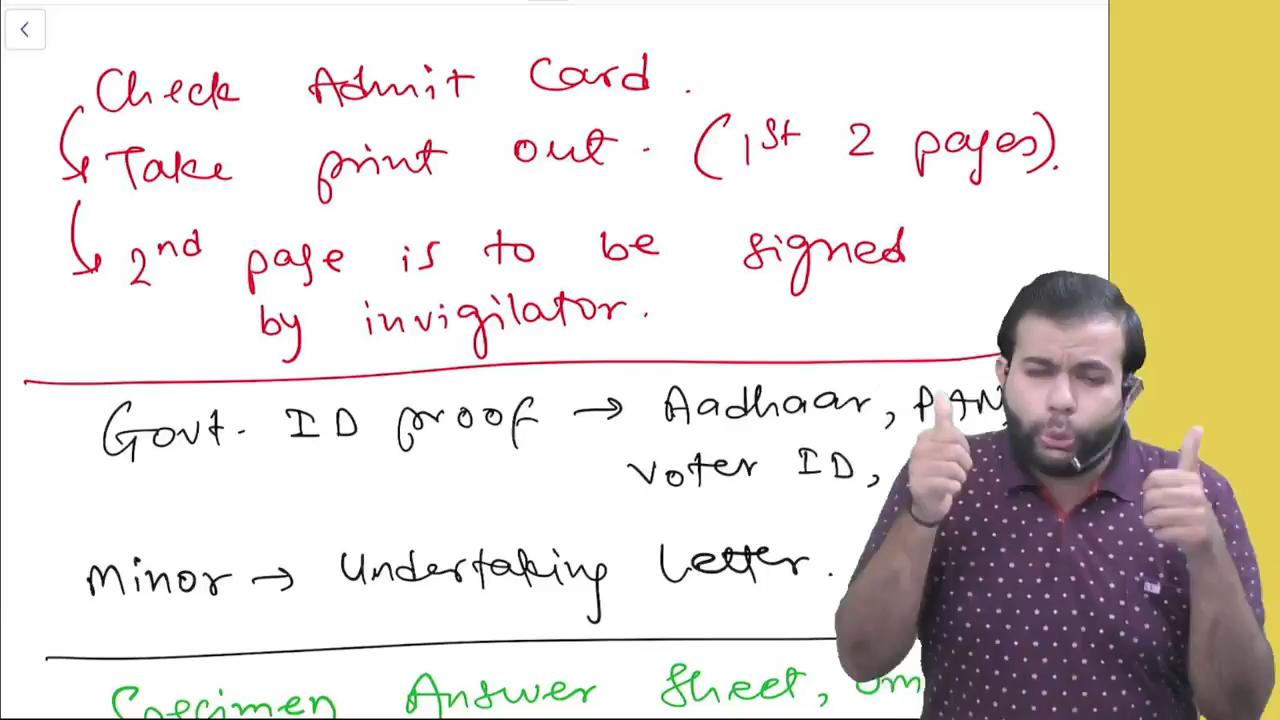 Check Admit Card.
Take print out. (1st 2 pages).
2nd page is to be signed
by invigilator.
Govt. ID proof → Aadhaar, PAN,
Voter ID,
Minor → Undertaking Letter.
Specimen Answer Sheet,